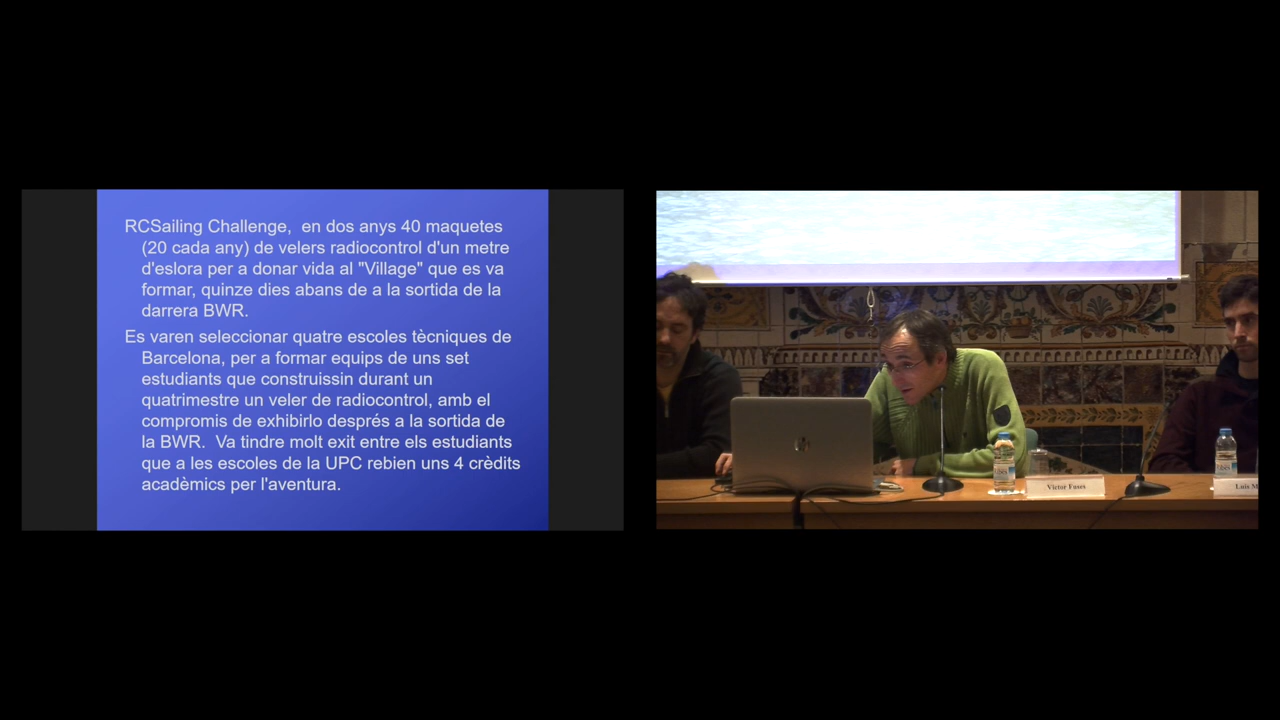 RCSailing Challenge, en dos anys 40 maquetes
(20 cada any) de velers radiocontrol d'un metre
d'eslora per a donar vida al "Village" que es va
formar, quinze dies abans de a la sortida de la
darrera BWR.
Es varen seleccionar quatre escoles tècniques de
Barcelona, per a formar equips de uns set
estudiants que construissin durant un
quatrimestre un veler de radiocontrol, amb el
compromis de exhibirlo després a la sortida de
la BWR. Va tindre molt exit entre els estudiants
que a les escoles de la UPC rebien uns 4 crèdits
acadèmics per l'aventura.
Víctor Fuses
Luis M